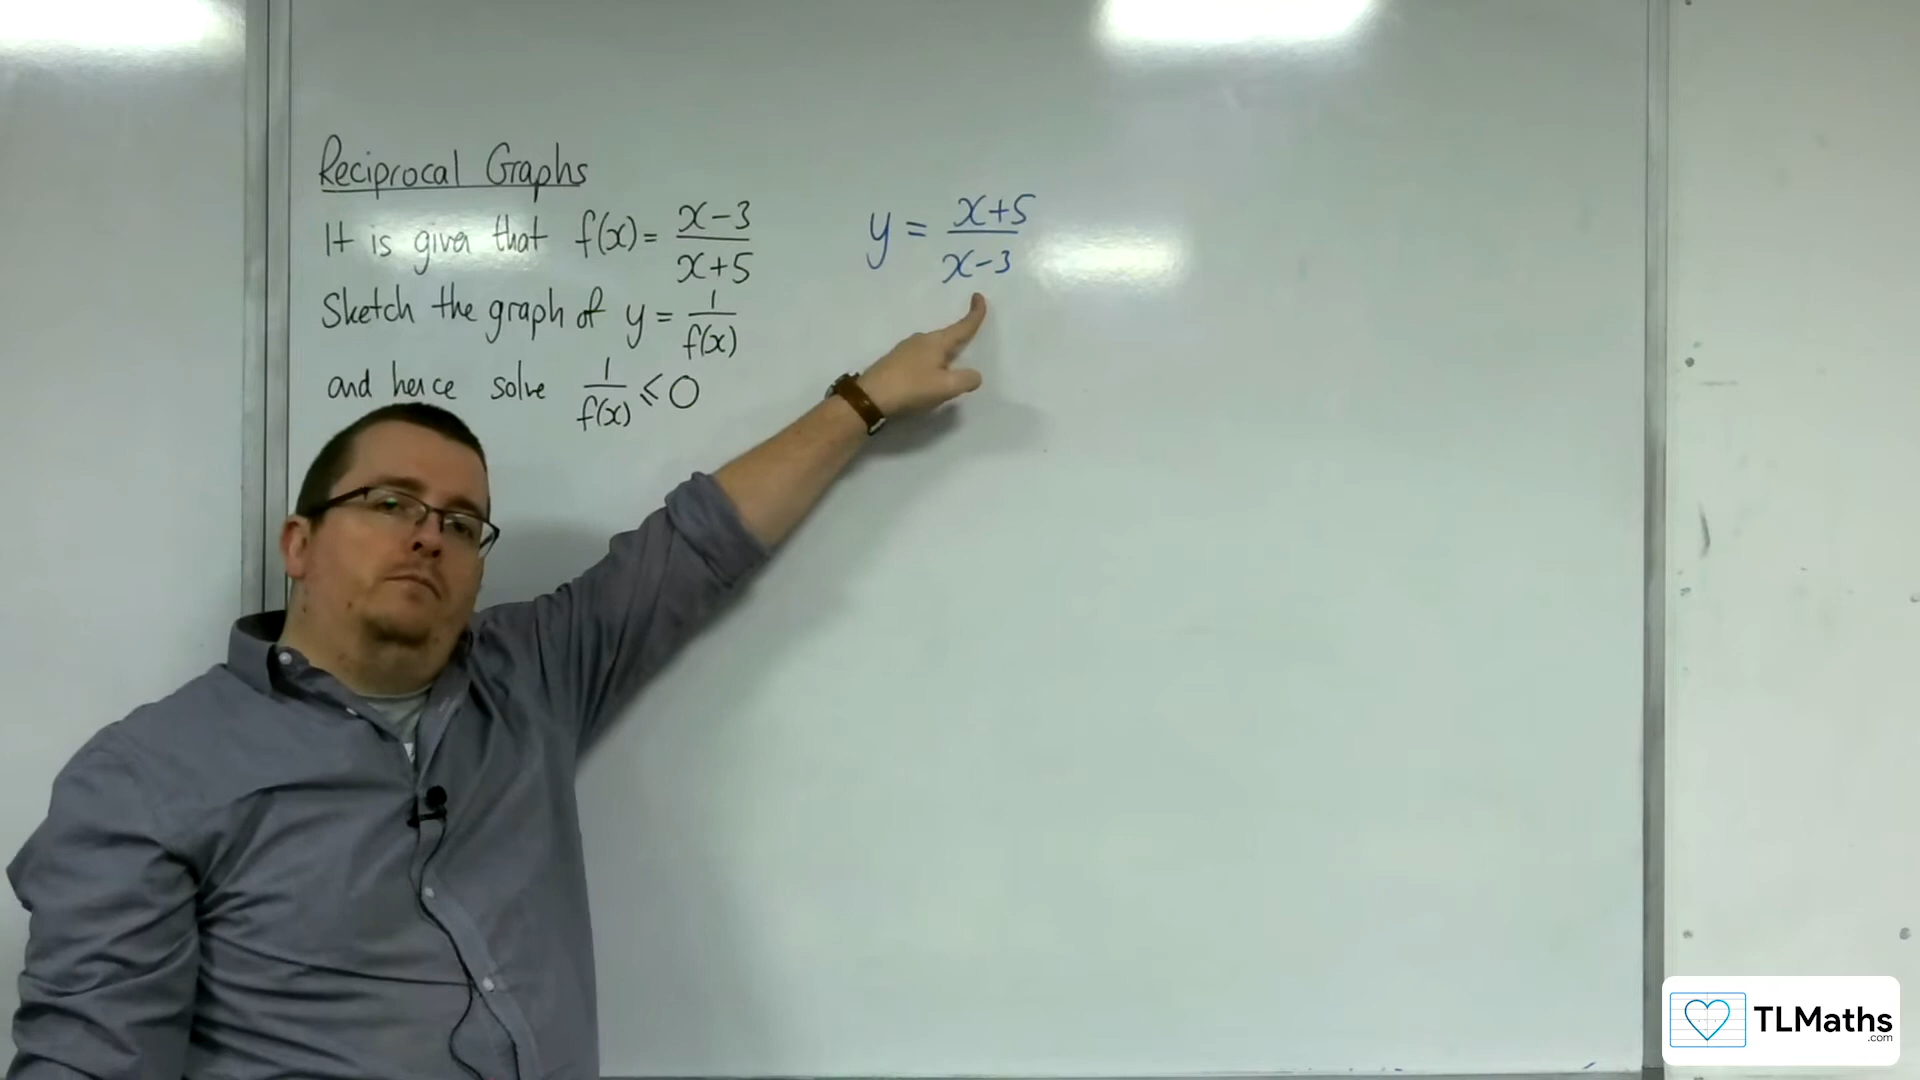 Reciprocal Graphs
It is given that f(x) = x-3 / x+5
Sketch the graph of y = 1 / f(x)
and hence solve 1 / f(x) ⩽ 0
y = x+5 / x-3
TLMaths
.com